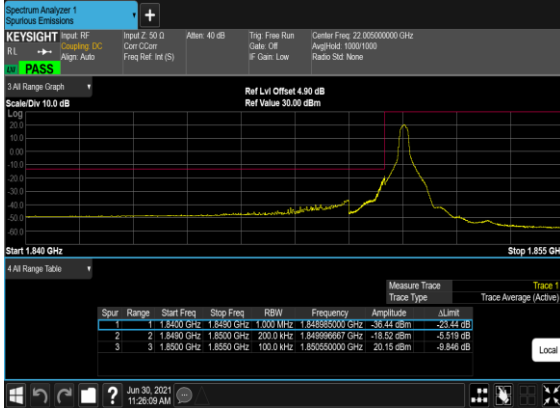 Spectrum Analyzer 1
Spurious Emissions
+
KEYSIGHT Input: RF Input Z: 50 Ω Atten: 40 dB Trig: Free Run Center Freq: 22.005000000 GHz
RL Coupling: DC Corr CCorr Gate: Off Avg|Hold: 1000/1000
Align: Auto Freq Ref: Int (S) IF Gain: Low Radio Std: None
PASS
3 All Range Graph
Ref Lvl Offset 4.90 dB
Scale/Div 10.0 dB Ref Value 30.00 dBm
Log
20.0
10.0
0.00
-10.0
-20.0
-30.0
-40.0
-50.0
-60.0
Start 1.840 GHz Stop 1.855 GH
4 All Range Table
Measure Trace Trace 1
Trace Type Trace Average (Active)
Spur Range Start Freq Stop Freq RBW Frequency Amplitude ΔLimit
1 1 1.8400 GHz 1.8490 GHz 1.000 MHz 1.848985000 GHz -36.44 dBm -23.44 dB
2 2 1.8490 GHz 1.8500 GHz 200.0 kHz 1.849996667 GHz -18.52 dBm -5.519 dB
3 3 1.8500 GHz 1.8550 GHz 100.0 kHz 1.850550000 GHz 20.15 dBm -9.846 dB
Local
? Jun 30, 2021
11:26:09 AM